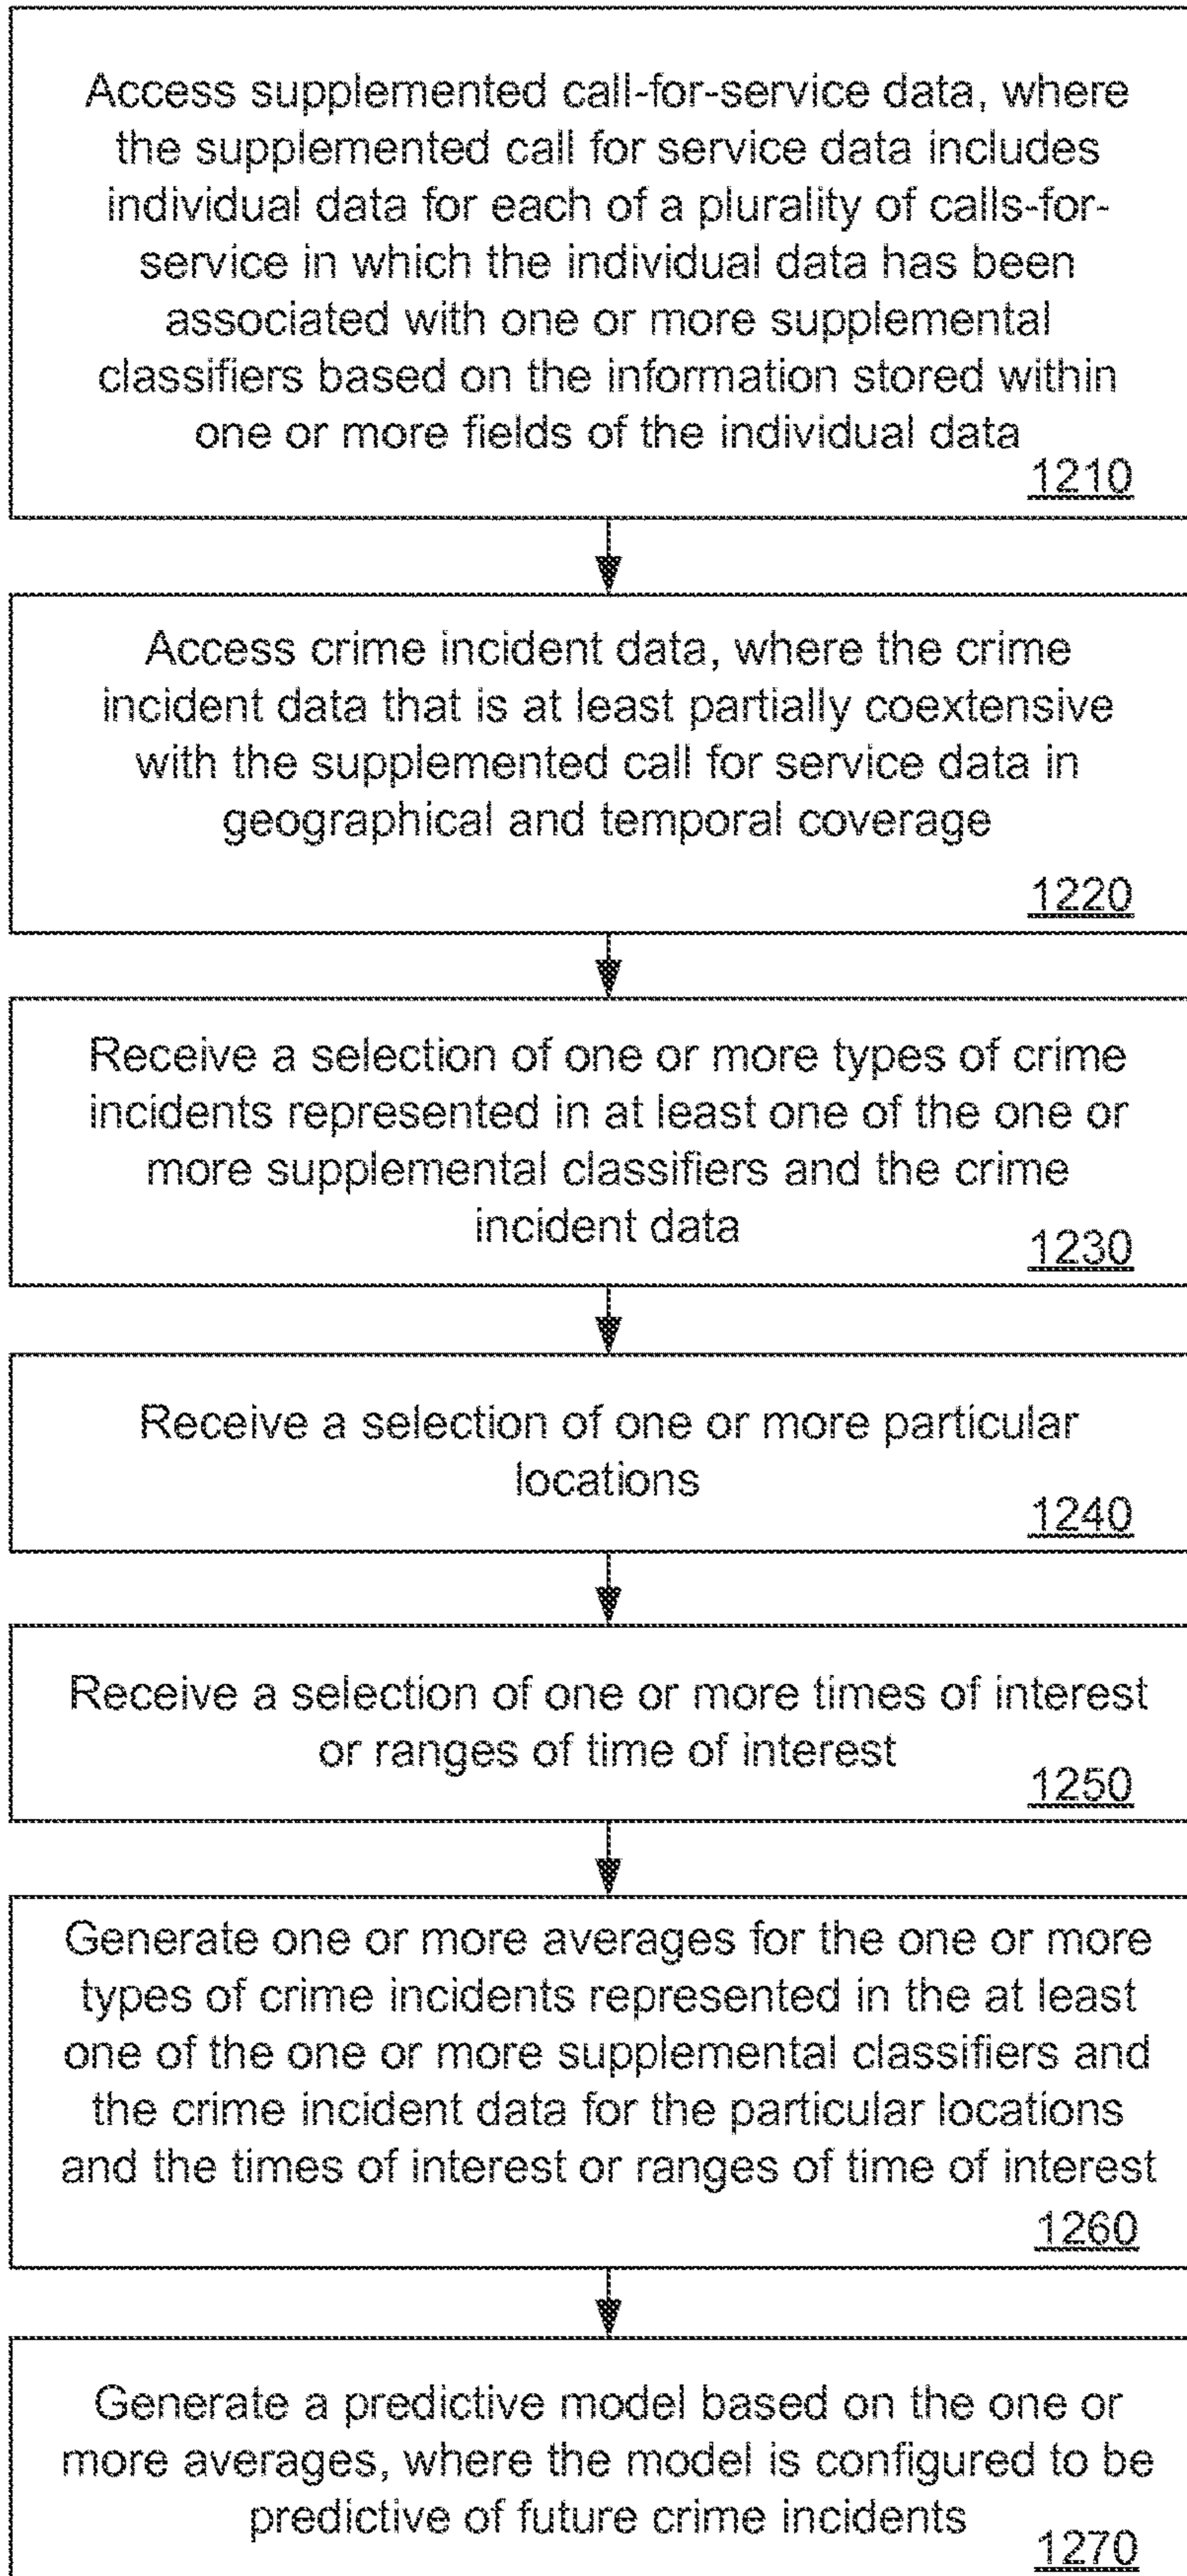 Access supplemented call-for-service data, where
the supplemented call for service data includes
individual data for each of a plurality of calls-for-
service in which the individual data has been
associated with one or more supplemental
classifiers based on the information stored within
one or more fields of the individual data
1210
Access crime incident data, where the crime
incident data that is at least partially coextensive
with the supplemented call for service data in
geographical and temporal coverage
1220
Receive a selection of one or more types of crime
incidents represented in at least one of the one or
more supplemental classifiers and the crime
incident data
1230
Receive a selection of one or more particular
locations
1240
Receive a selection of one or more times of interest
or ranges of time of interest
1250
Generate one or more averages for the one or more
types of crime incidents represented in the at least
one of the one or more supplemental classifiers and
the crime incident data for the particular locations
and the times of interest or ranges of time of interest
1260
Generate a predictive model based on the one or
more averages, where the model is configured to be
predictive of future crime incidents
1270